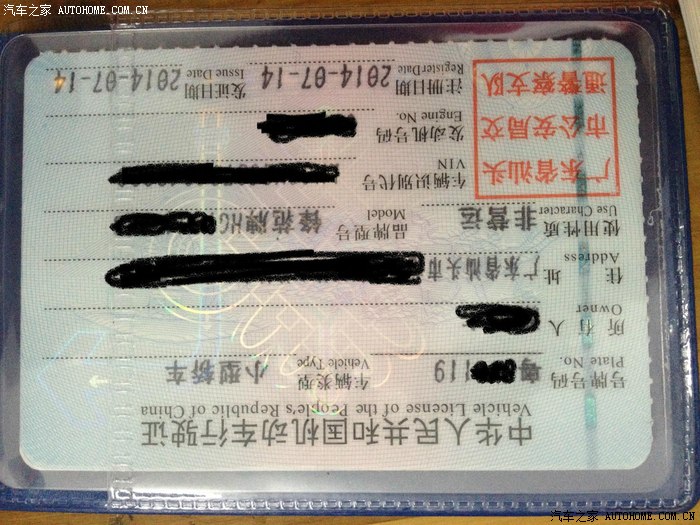 汽车之家 AUTOHOME.COM.CN
中华人民共和国机动车行驶证
Vehicle License of the People's Republic of China
号牌号码 粤 119 车辆类型 小型轿车
Plate No. Vehicle Type
所有人
Owner
住址 广东省汕头市
Address
使用性质 非营运 品牌型号 锋范牌HG
Use Character Model
广东省汕头
市公安局交
通警察支队
车辆识别代号
VIN
发动机号码
Engine No.
注册日期 2014-07-14 发证日期 2014-07-14
Register Date Issue Date
© 汽车之家 AUTOHOME.COM.CN